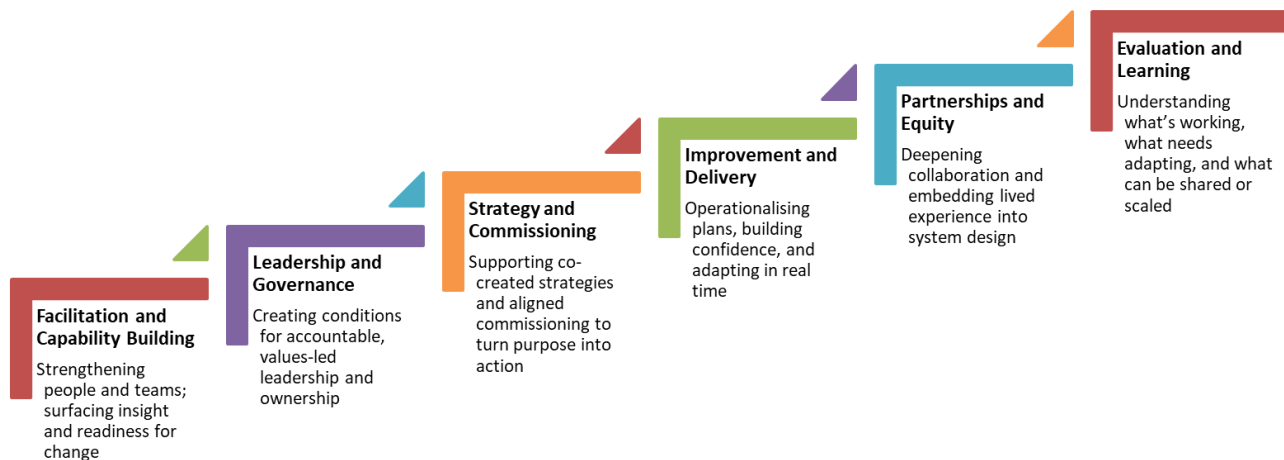 Facilitation and
Capability Building
Strengthening
people and teams;
surfacing insight
and readiness for
change
Leadership and
Governance
Creating conditions
for accountable,
values-led
leadership and
ownership
Strategy and
Commissioning
Supporting co-
created strategies
and aligned
commissioning to
turn purpose into
action
Improvement and
Delivery
Operationalising
plans, building
confidence, and
adapting in real
time
Partnerships and
Equity
Deepening
collaboration and
embedding lived
experience into
system design
Evaluation and
Learning
Understanding
what's working,
what needs
adapting, and what
can be shared or
scaled